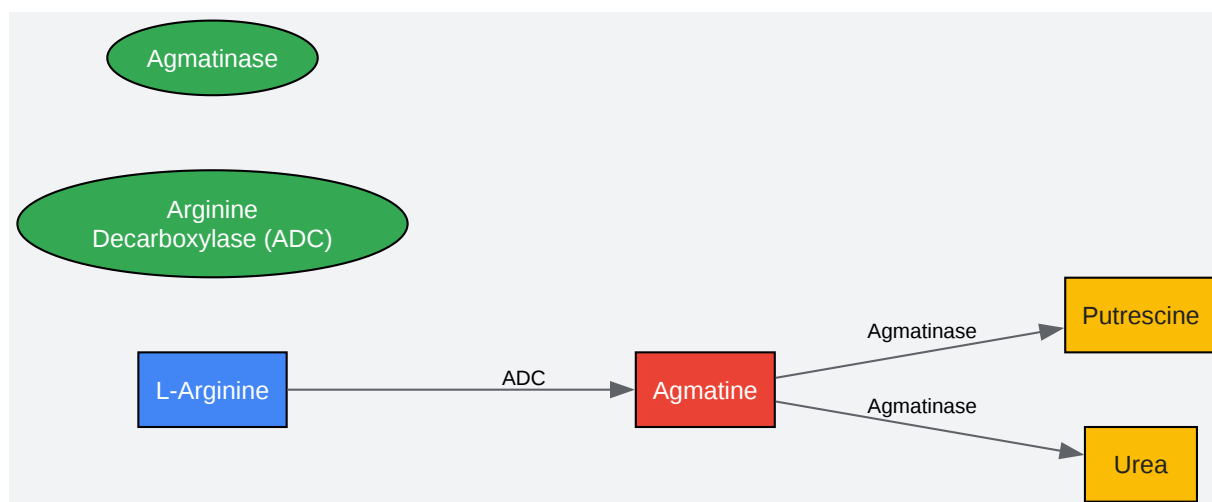 Agmatinase
Arginine
Decarboxylase (ADC)
Putrescine
Agmatinase
L-Arginine
ADC
Agmatine
Agmatinase
Urea